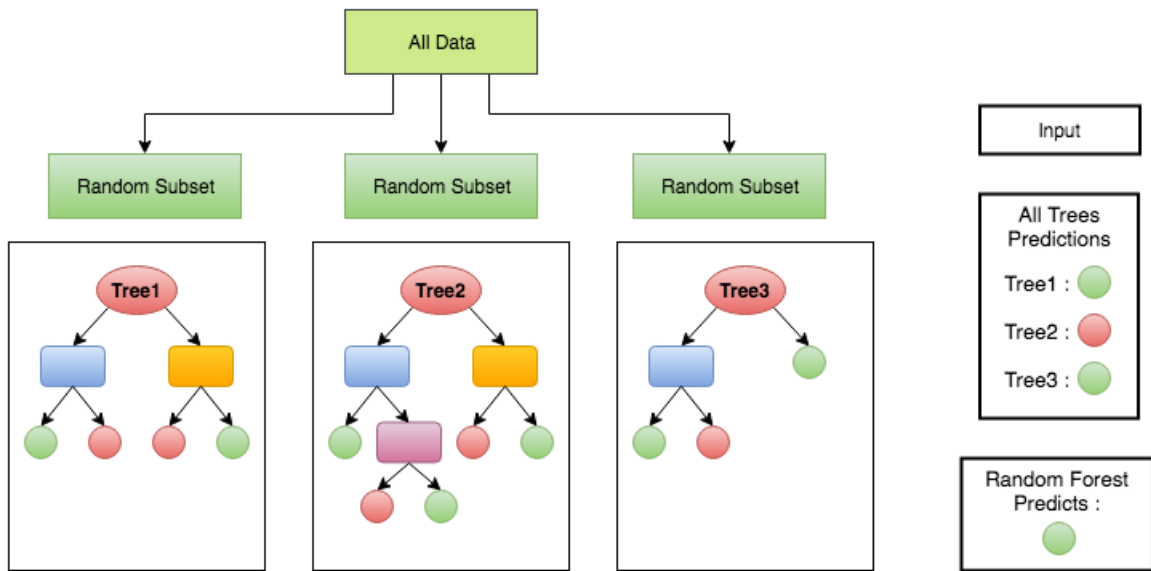 All Data
Random Subset
Random Subset
Random Subset
Tree1
Tree2
Tree3
Input
All Trees
Predictions
Tree1 :
Tree2 :
Tree3 :
Random Forest
Predicts :